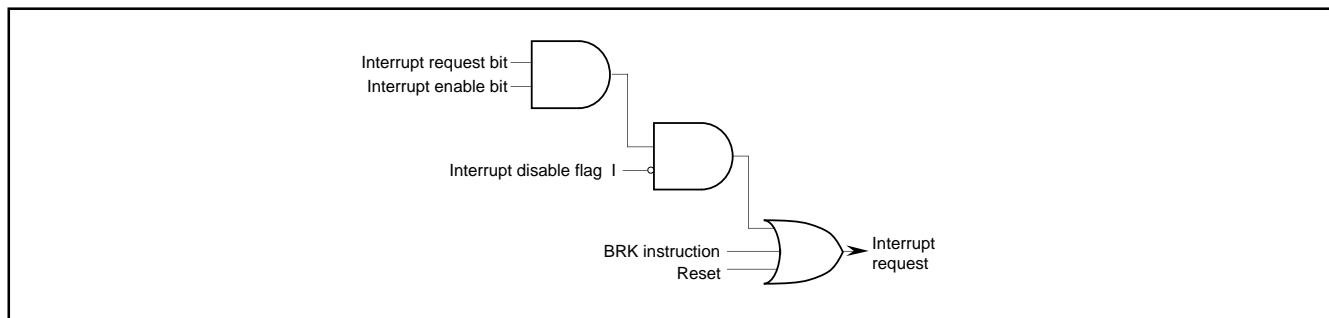 Interrupt request bit
Interrupt enable bit
Interrupt disable flag I
BRK instruction
Reset
Interrupt
request